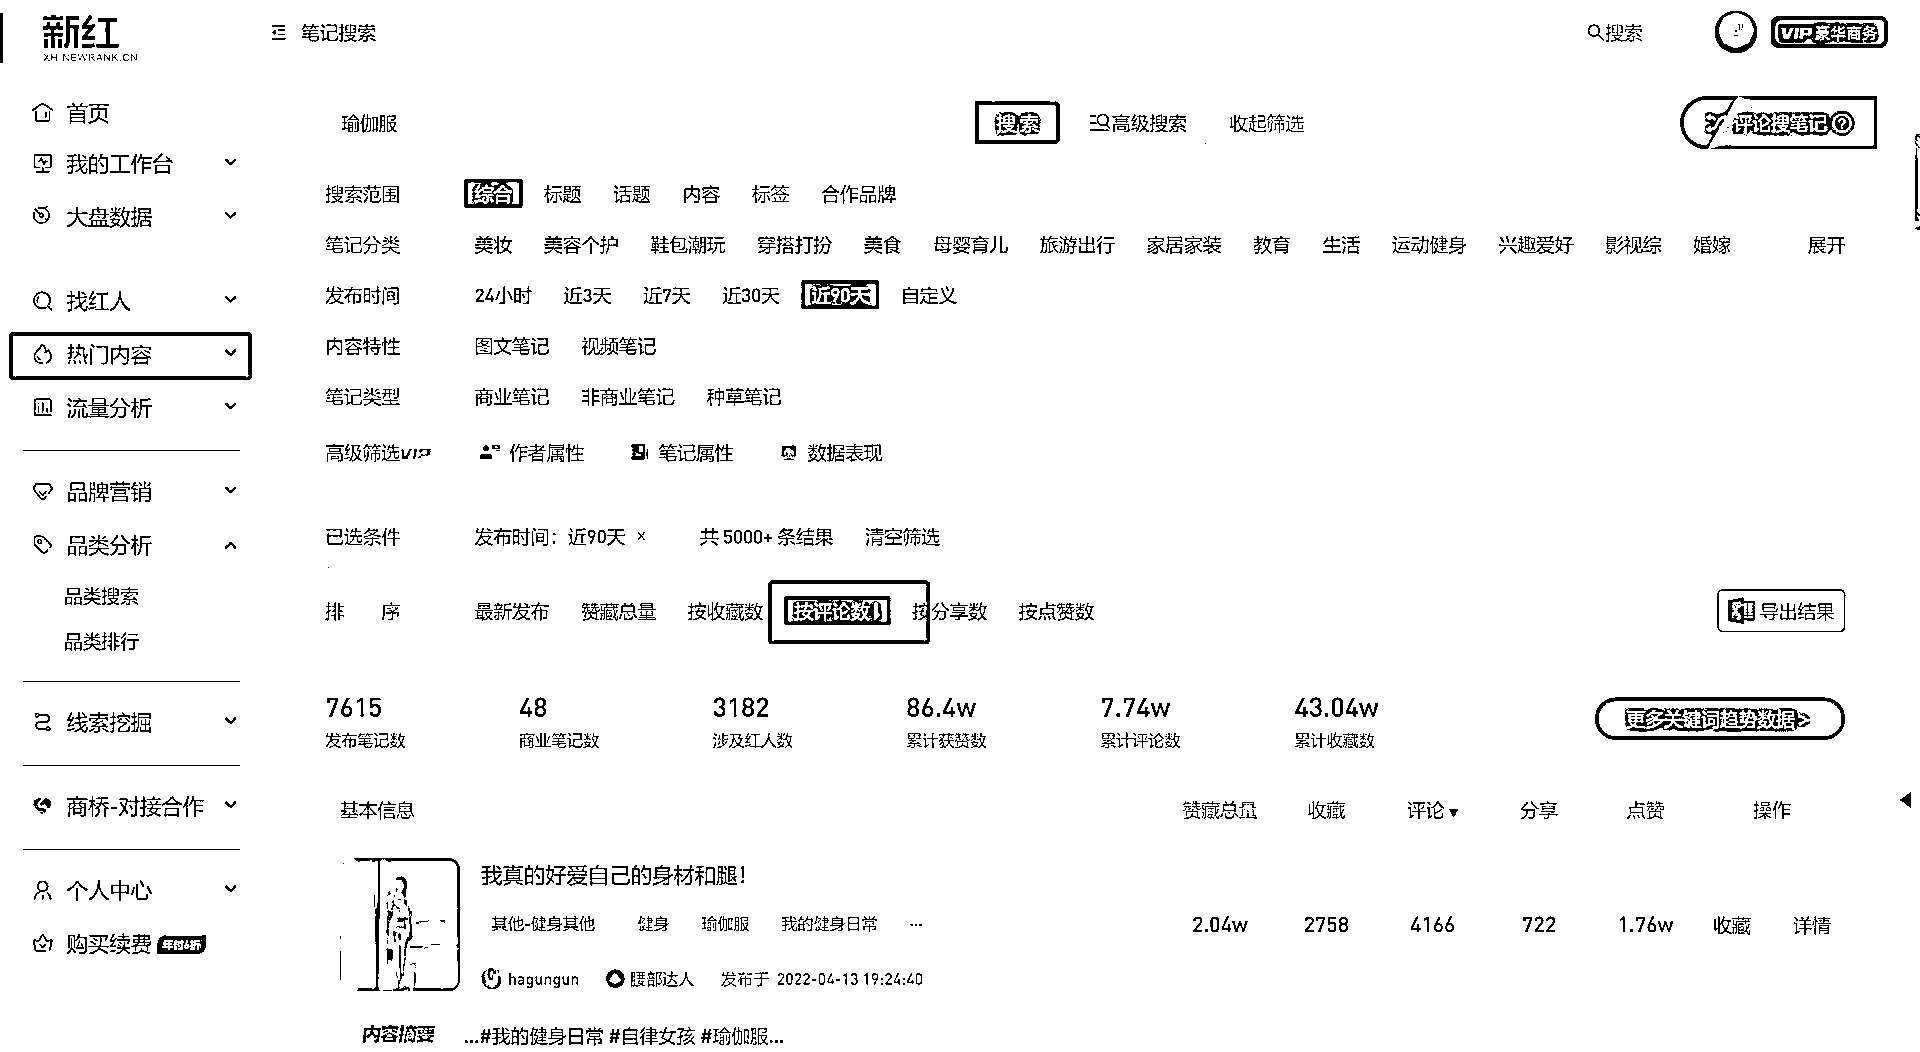 新红
XH.NEWRANK.CN
笔记搜索
搜索
VIP 豪华商务
首页
我的工作台
大盘数据
找红人
热门内容
流量分析
品牌营销
品类分析
品类搜索
品类排行
线索挖掘
商桥-对接合作
个人中心
购买续费 年付6折
瑜伽服 搜索 高级搜索 收起筛选 评论搜笔记
搜索范围 综合 标题 话题 内容 标签 合作品牌
笔记分类 美妆 美容个护 鞋包潮玩 穿搭打扮 美食 母婴育儿 旅游出行 家居家装 教育 生活 运动健身 兴趣爱好 影视综 婚嫁 展开
发布时间 24小时 近3天 近7天 近30天 近90天 自定义
内容特性 图文笔记 视频笔记
笔记类型 商业笔记 非商业笔记 种草笔记
高级筛选VIP 作者属性 笔记属性 数据表现
已选条件 发布时间：近90天 × 共 5000+ 条结果 清空筛选
排 序 最新发布 赞藏总量 按收藏数 按评论数 按分享数 按点赞数 导出结果
7615 48 3182 86.4w 7.74w 43.04w
发布笔记数 商业笔记数 涉及红人数 累计获赞数 累计评论数 累计收藏数
更多关键词趋势数据>
基本信息 赞藏总量 收藏 评论 分享 点赞 操作
我真的好爱自己的身材和腿！
其他-健身其他 健身 瑜伽服 我的健身日常 ...
2.04w 2758 4166 722 1.76w 收藏 详情
hagungun 腰部达人 发布于 2022-04-13 19:24:40
内容摘要 ...#我的健身日常 #自律女孩 #瑜伽服...